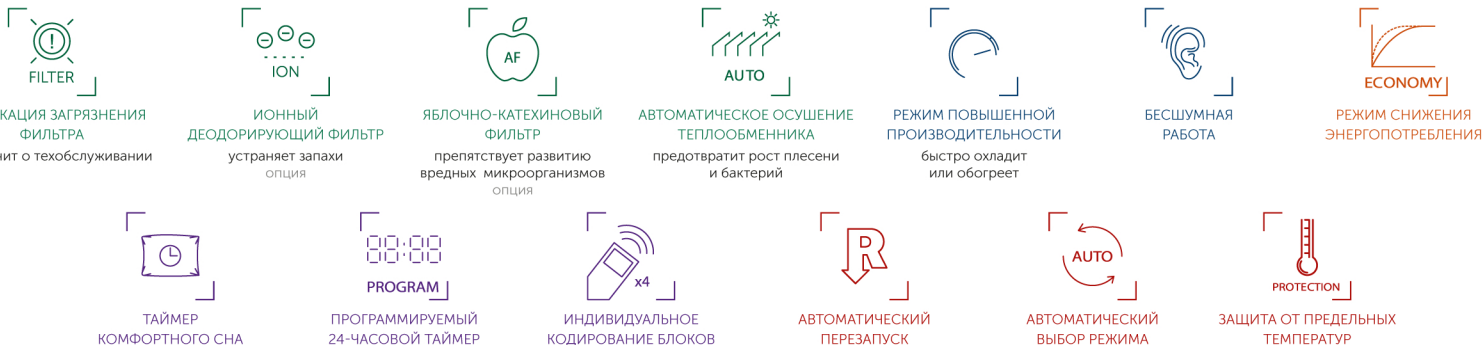 FILTER
КАЦИЯ ЗАГРЯЗНЕНИЯ
ФИЛЬТРА
нит о техобслуживании
ION
ИОННЫЙ
ДЕОДОРИРУЮЩИЙ ФИЛЬТР
устраняет запахи
опция
AF
ЯБЛОЧНО-КАТЕХИНОВЫЙ
ФИЛЬТР
препятствует развитию
вредных микроорганизмов
опция
AUTO
АВТОМАТИЧЕСКОЕ ОСУШЕНИЕ
ТЕПЛООБМЕННИКА
предотвратит рост плесени
и бактерий
РЕЖИМ ПОВЫШЕННОЙ
ПРОИЗВОДИТЕЛЬНОСТИ
быстро охладит
или обогреет
БЕСШУМНАЯ
РАБОТА
ECONOMY
РЕЖИМ СНИЖЕНИЯ
ЭНЕРГОПОТРЕБЛЕНИЯ
ТАЙМЕР
КОМФОРТНОГО СНА
88:88
PROGRAM
ПРОГРАММИРУЕМЫЙ
24-ЧАСОВОЙ ТАЙМЕР
x4
ИНДИВИДУАЛЬНОЕ
КОДИРОВАНИЕ БЛОКОВ
R
АВТОМАТИЧЕСКИЙ
ПЕРЕЗАПУСК
AUTO
АВТОМАТИЧЕСКИЙ
ВЫБОР РЕЖИМА
PROTECTION
ЗАЩИТА ОТ ПРЕДЕЛЬНЫХ
ТЕМПЕРАТУР